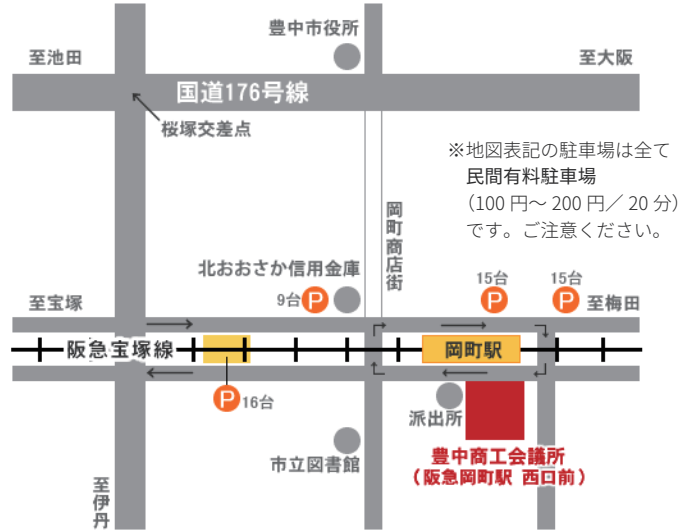 豊中市役所
至池田
至大阪
国道176号線
桜塚交差点
※地図表記の駐車場は全て
民間有料駐車場
（100 円～ 200 円／ 20 分）
です。ご注意ください。
岡町商店街
北おおさか信用金庫
9台 P
15台
P
15台
P
至宝塚
至梅田
阪急宝塚線
岡町駅
P 16台
派出所
市立図書館
豊中商工会議所
（阪急岡町駅 西口前）
至伊丹